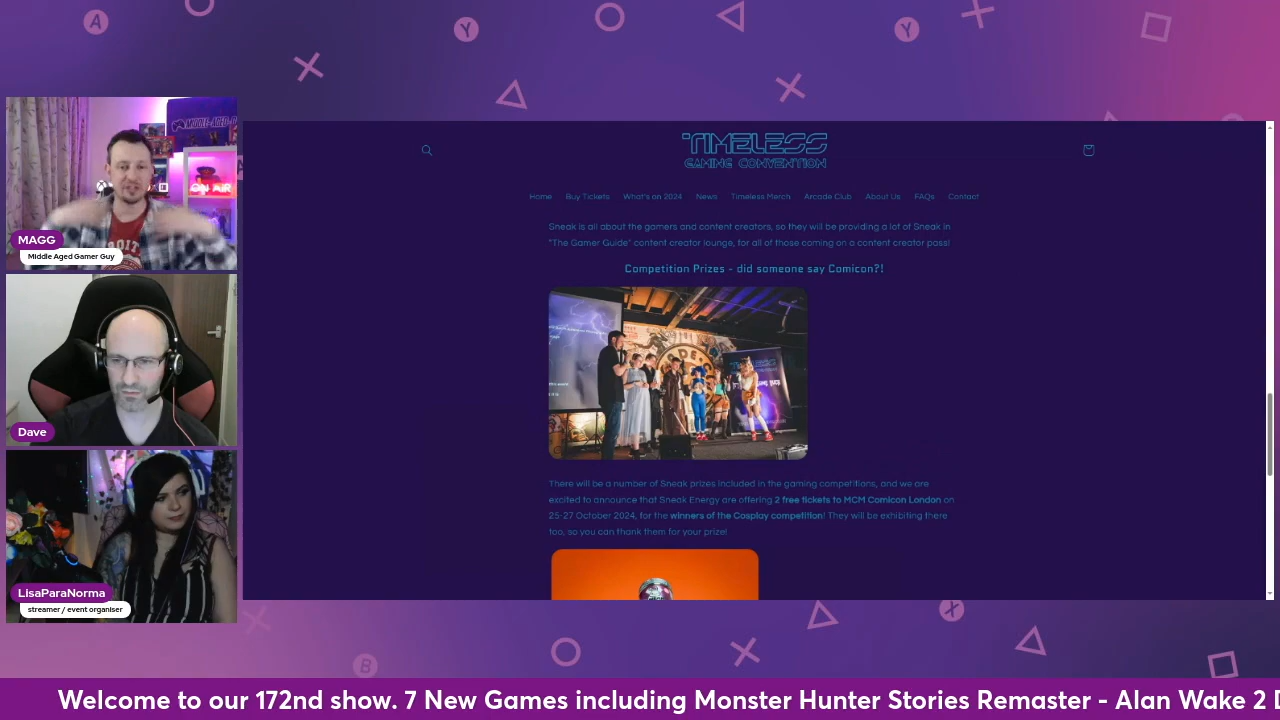 A
Y
Y
ON AIR
MAGG
Middle Aged Gamer Guy
Dave
LisaParaNorma
streamer / event organiser
TIMELESS
GAMING CONVENTION
Home Buy Tickets What's on 2024 News Timeless Merch Arcade Club About Us FAQs Contact
Sneak is all about the gamers and content creators, so they will be providing a lot of Sneak in
"The Gamer Guide" content creator lounge, for all of those coming on a content creator pass!
Competition Prizes - did someone say Comicon?!
TIMELESS
There will be a number of Sneak prizes included in the gaming competitions, and we are
excited to announce that Sneak Energy are offering 2 free tickets to MCM Comicon London on
25-27 October 2024, for the winners of the Cosplay competition! They will be exhibiting there
too, so you can thank them for your prize!
X
B
Welcome to our 172nd show. 7 New Games including Monster Hunter Stories Remaster - Alan Wake 2 D